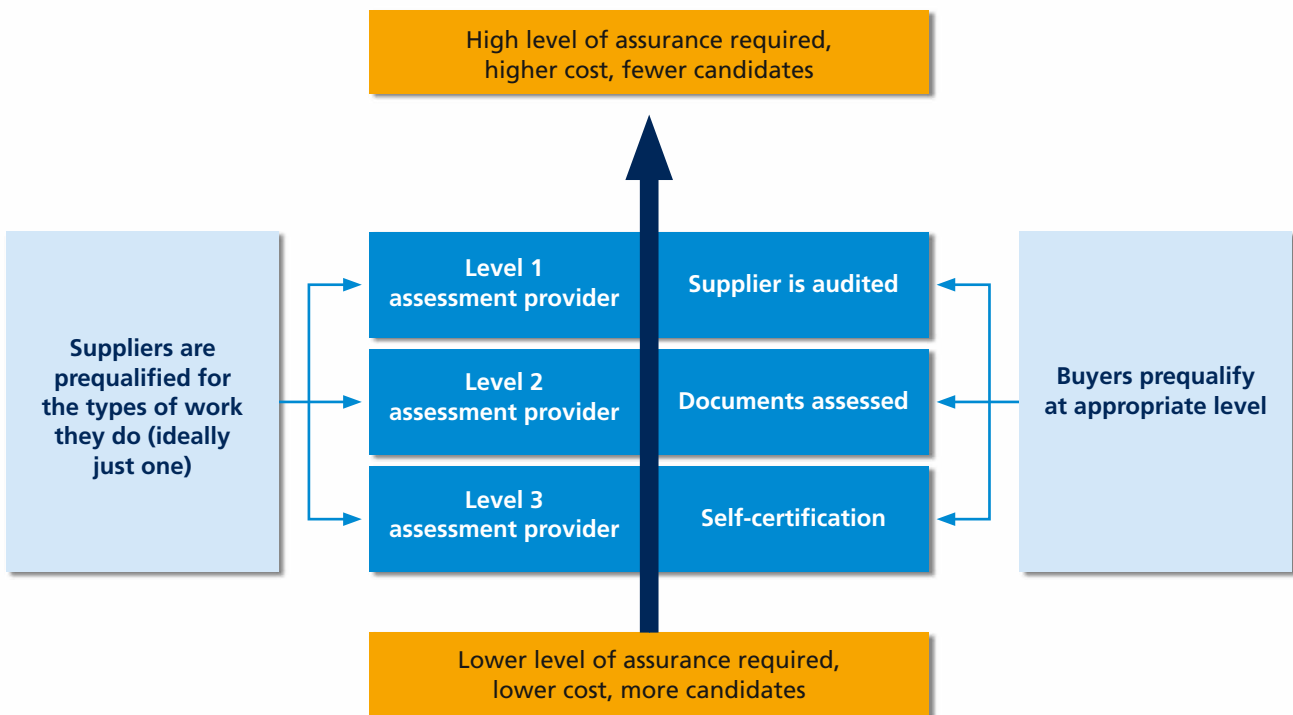 High level of assurance required,
higher cost, fewer candidates
Suppliers are
prequalified for
the types of work
they do (ideally
just one)
Level 1
assessment provider
Supplier is audited
Level 2
assessment provider
Documents assessed
Level 3
assessment provider
Self-certification
Buyers prequalify
at appropriate level
Lower level of assurance required,
lower cost, more candidates